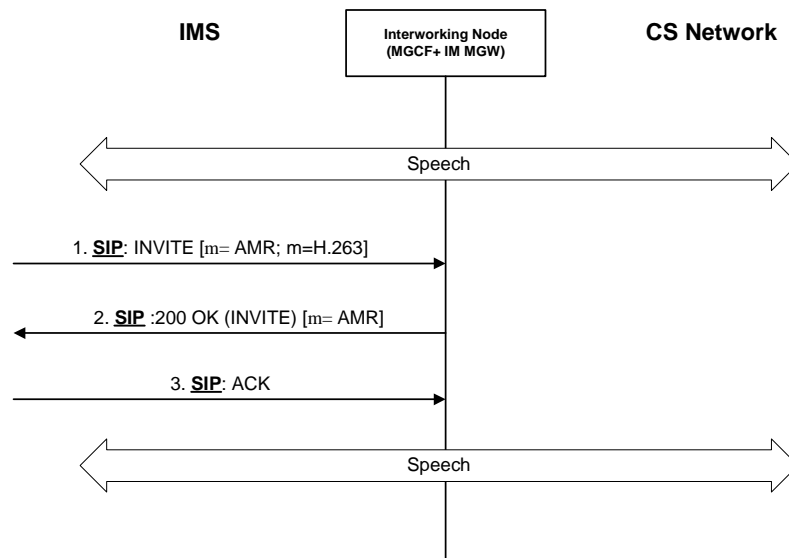 IMS
Interworking Node
(MGCF+ IM MGW)
CS Network
Speech
1. SIP: INVITE [m= AMR; m=H.263]
2. SIP :200 OK (INVITE) [m= AMR]
3. SIP: ACK
Speech